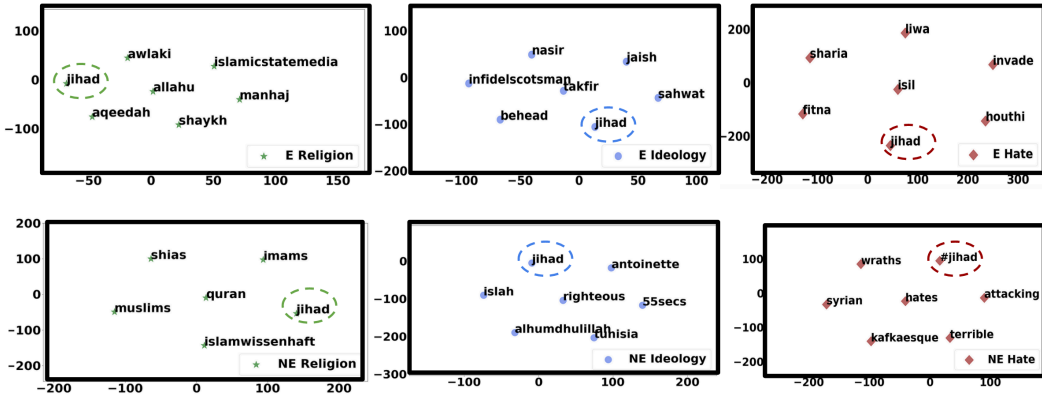 150
100
0
−100
awlaki
islamicstatemedia
jihad
allahu
manhaj
aqeedah
shaykh
E Religion
−50
0
50
100
150
100
0
−100
−200
nasir
jaish
infidelscotsman
takfir
sahwat
behead
jihad
E Ideology
−100
0
100
200
200
0
−200
liwa
sharia
invade
isil
fitna
houthi
jihad
E Hate
−200
−100
0
100
200
300
200
100
0
−100
−200
shias
imams
quran
muslims
jihad
islamwissenhaft
NE Religion
−200
−100
0
100
200
0
−100
−200
−300
jihad
antoinette
islah
righteous
55secs
alhumdhulillah
tunisia
NE Ideology
−100
0
100
200
100
0
−100
−200
wraths
#jihad
syrian
hates
attacking
kafkaesque
terrible
NE Hate
−200
−100
0
100